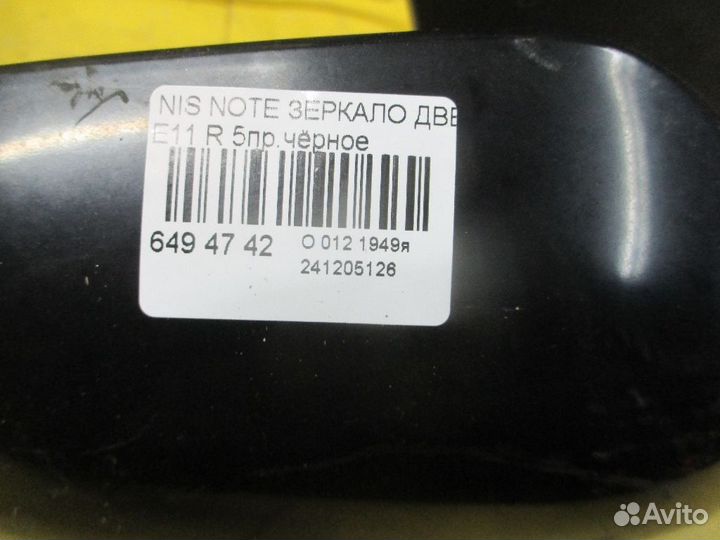 NIS NOTE ЗЕРКАЛО ДВЕ
E11 R 5пр.чёрное
649 47 42
О 012 1949я
241205126
Avito